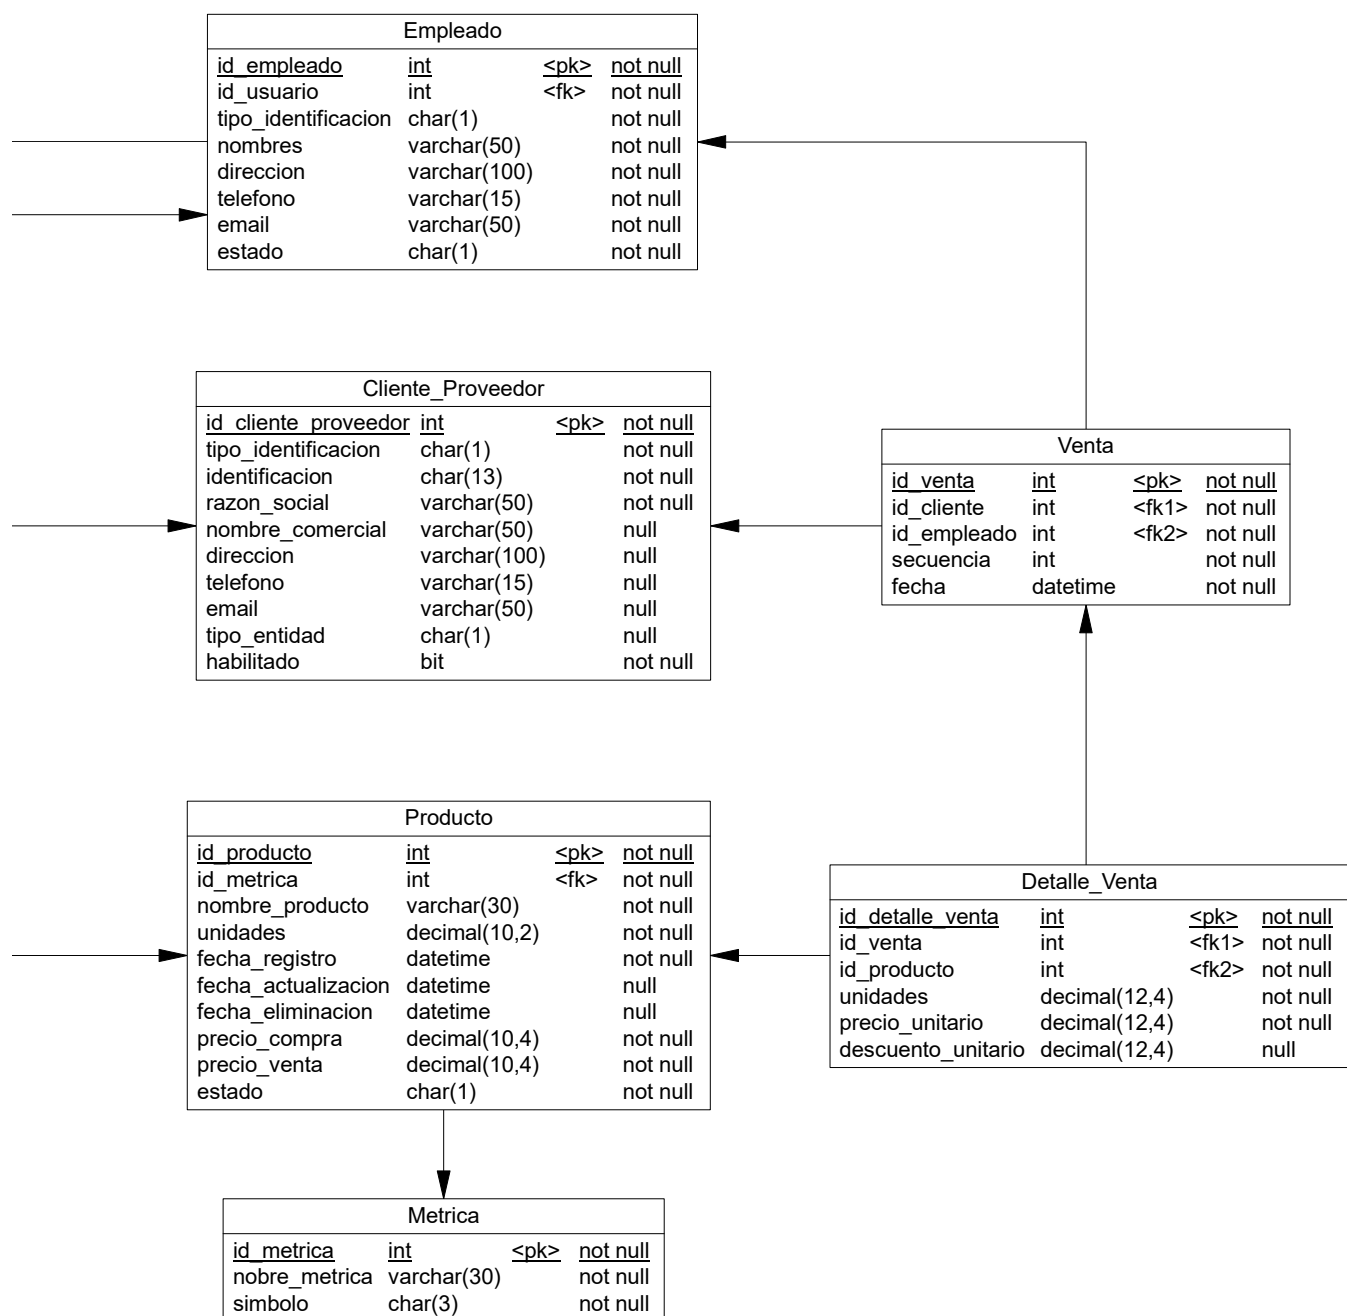 Empleado
id_empleado int <pk> not null
id_usuario int <fk> not null
tipo_identificacion char(1) not null
nombres varchar(50) not null
direccion varchar(100) not null
telefono varchar(15) not null
email varchar(50) not null
estado char(1) not null
Cliente_Proveedor
id_cliente_proveedor int <pk> not null
tipo_identificacion char(1) not null
identificacion char(13) not null
razon_social varchar(50) not null
nombre_comercial varchar(50) null
direccion varchar(100) null
telefono varchar(15) null
email varchar(50) null
tipo_entidad char(1) null
habilitado bit not null
Venta
id_venta int <pk> not null
id_cliente int <fk1> not null
id_empleado int <fk2> not null
secuencia int not null
fecha datetime not null
Producto
id_producto int <pk> not null
id_metrica int <fk> not null
nombre_producto varchar(30) not null
unidades decimal(10,2) not null
fecha_registro datetime not null
fecha_actualizacion datetime null
fecha_eliminacion datetime null
precio_compra decimal(10,4) not null
precio_venta decimal(10,4) not null
estado char(1) not null
Detalle_Venta
id_detalle_venta int <pk> not null
id_venta int <fk1> not null
id_producto int <fk2> not null
unidades decimal(12,4) not null
precio_unitario decimal(12,4) not null
descuento_unitario decimal(12,4) null
Metrica
id_metrica int <pk> not null
nobre_metrica varchar(30) not null
simbolo char(3) not null